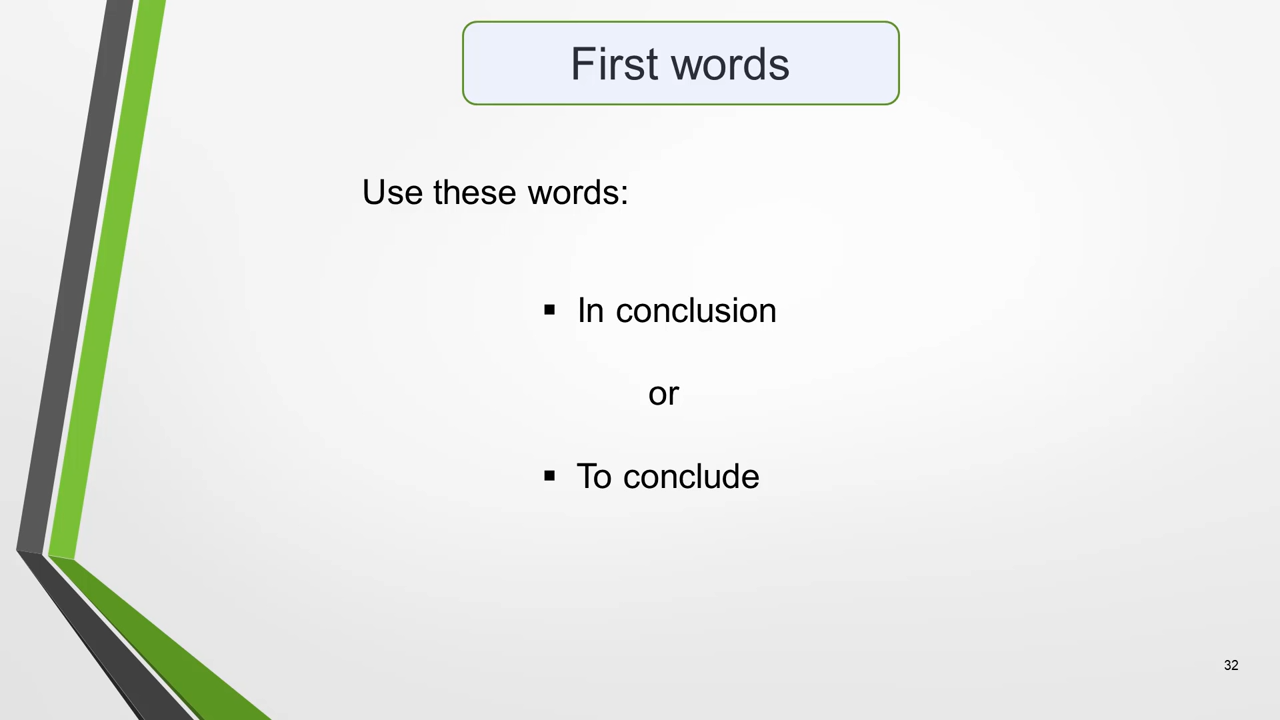 First words
Use these words:
▪ In conclusion
or
▪ To conclude
32